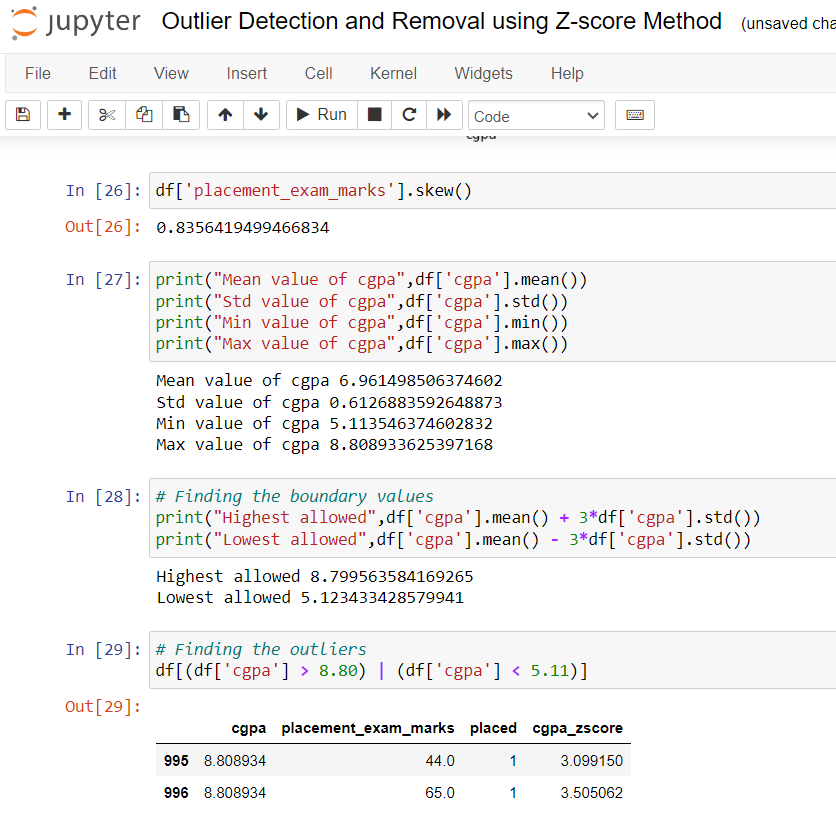 jupyter Outlier Detection and Removal using Z-score Method (unsaved cha
File Edit View Insert Cell Kernel Widgets Help
Run Code
cgpa
In [26]: df['placement_exam_marks'].skew()
Out[26]: 0.8356419499466834
In [27]: print("Mean value of cgpa",df['cgpa'].mean())
print("Std value of cgpa",df['cgpa'].std())
print("Min value of cgpa",df['cgpa'].min())
print("Max value of cgpa",df['cgpa'].max())
Mean value of cgpa 6.961498506374602
Std value of cgpa 0.6126883592648873
Min value of cgpa 5.113546374602832
Max value of cgpa 8.808933625397168
In [28]: # Finding the boundary values
print("Highest allowed",df['cgpa'].mean() + 3*df['cgpa'].std())
print("Lowest allowed",df['cgpa'].mean() - 3*df['cgpa'].std())
Highest allowed 8.799563584169265
Lowest allowed 5.123433428579941
In [29]: # Finding the outliers
df[(df['cgpa'] > 8.80) | (df['cgpa'] < 5.11)]
Out[29]:
cgpa placement_exam_marks placed cgpa_zscore
995 8.808934 44.0 1 3.099150
996 8.808934 65.0 1 3.505062